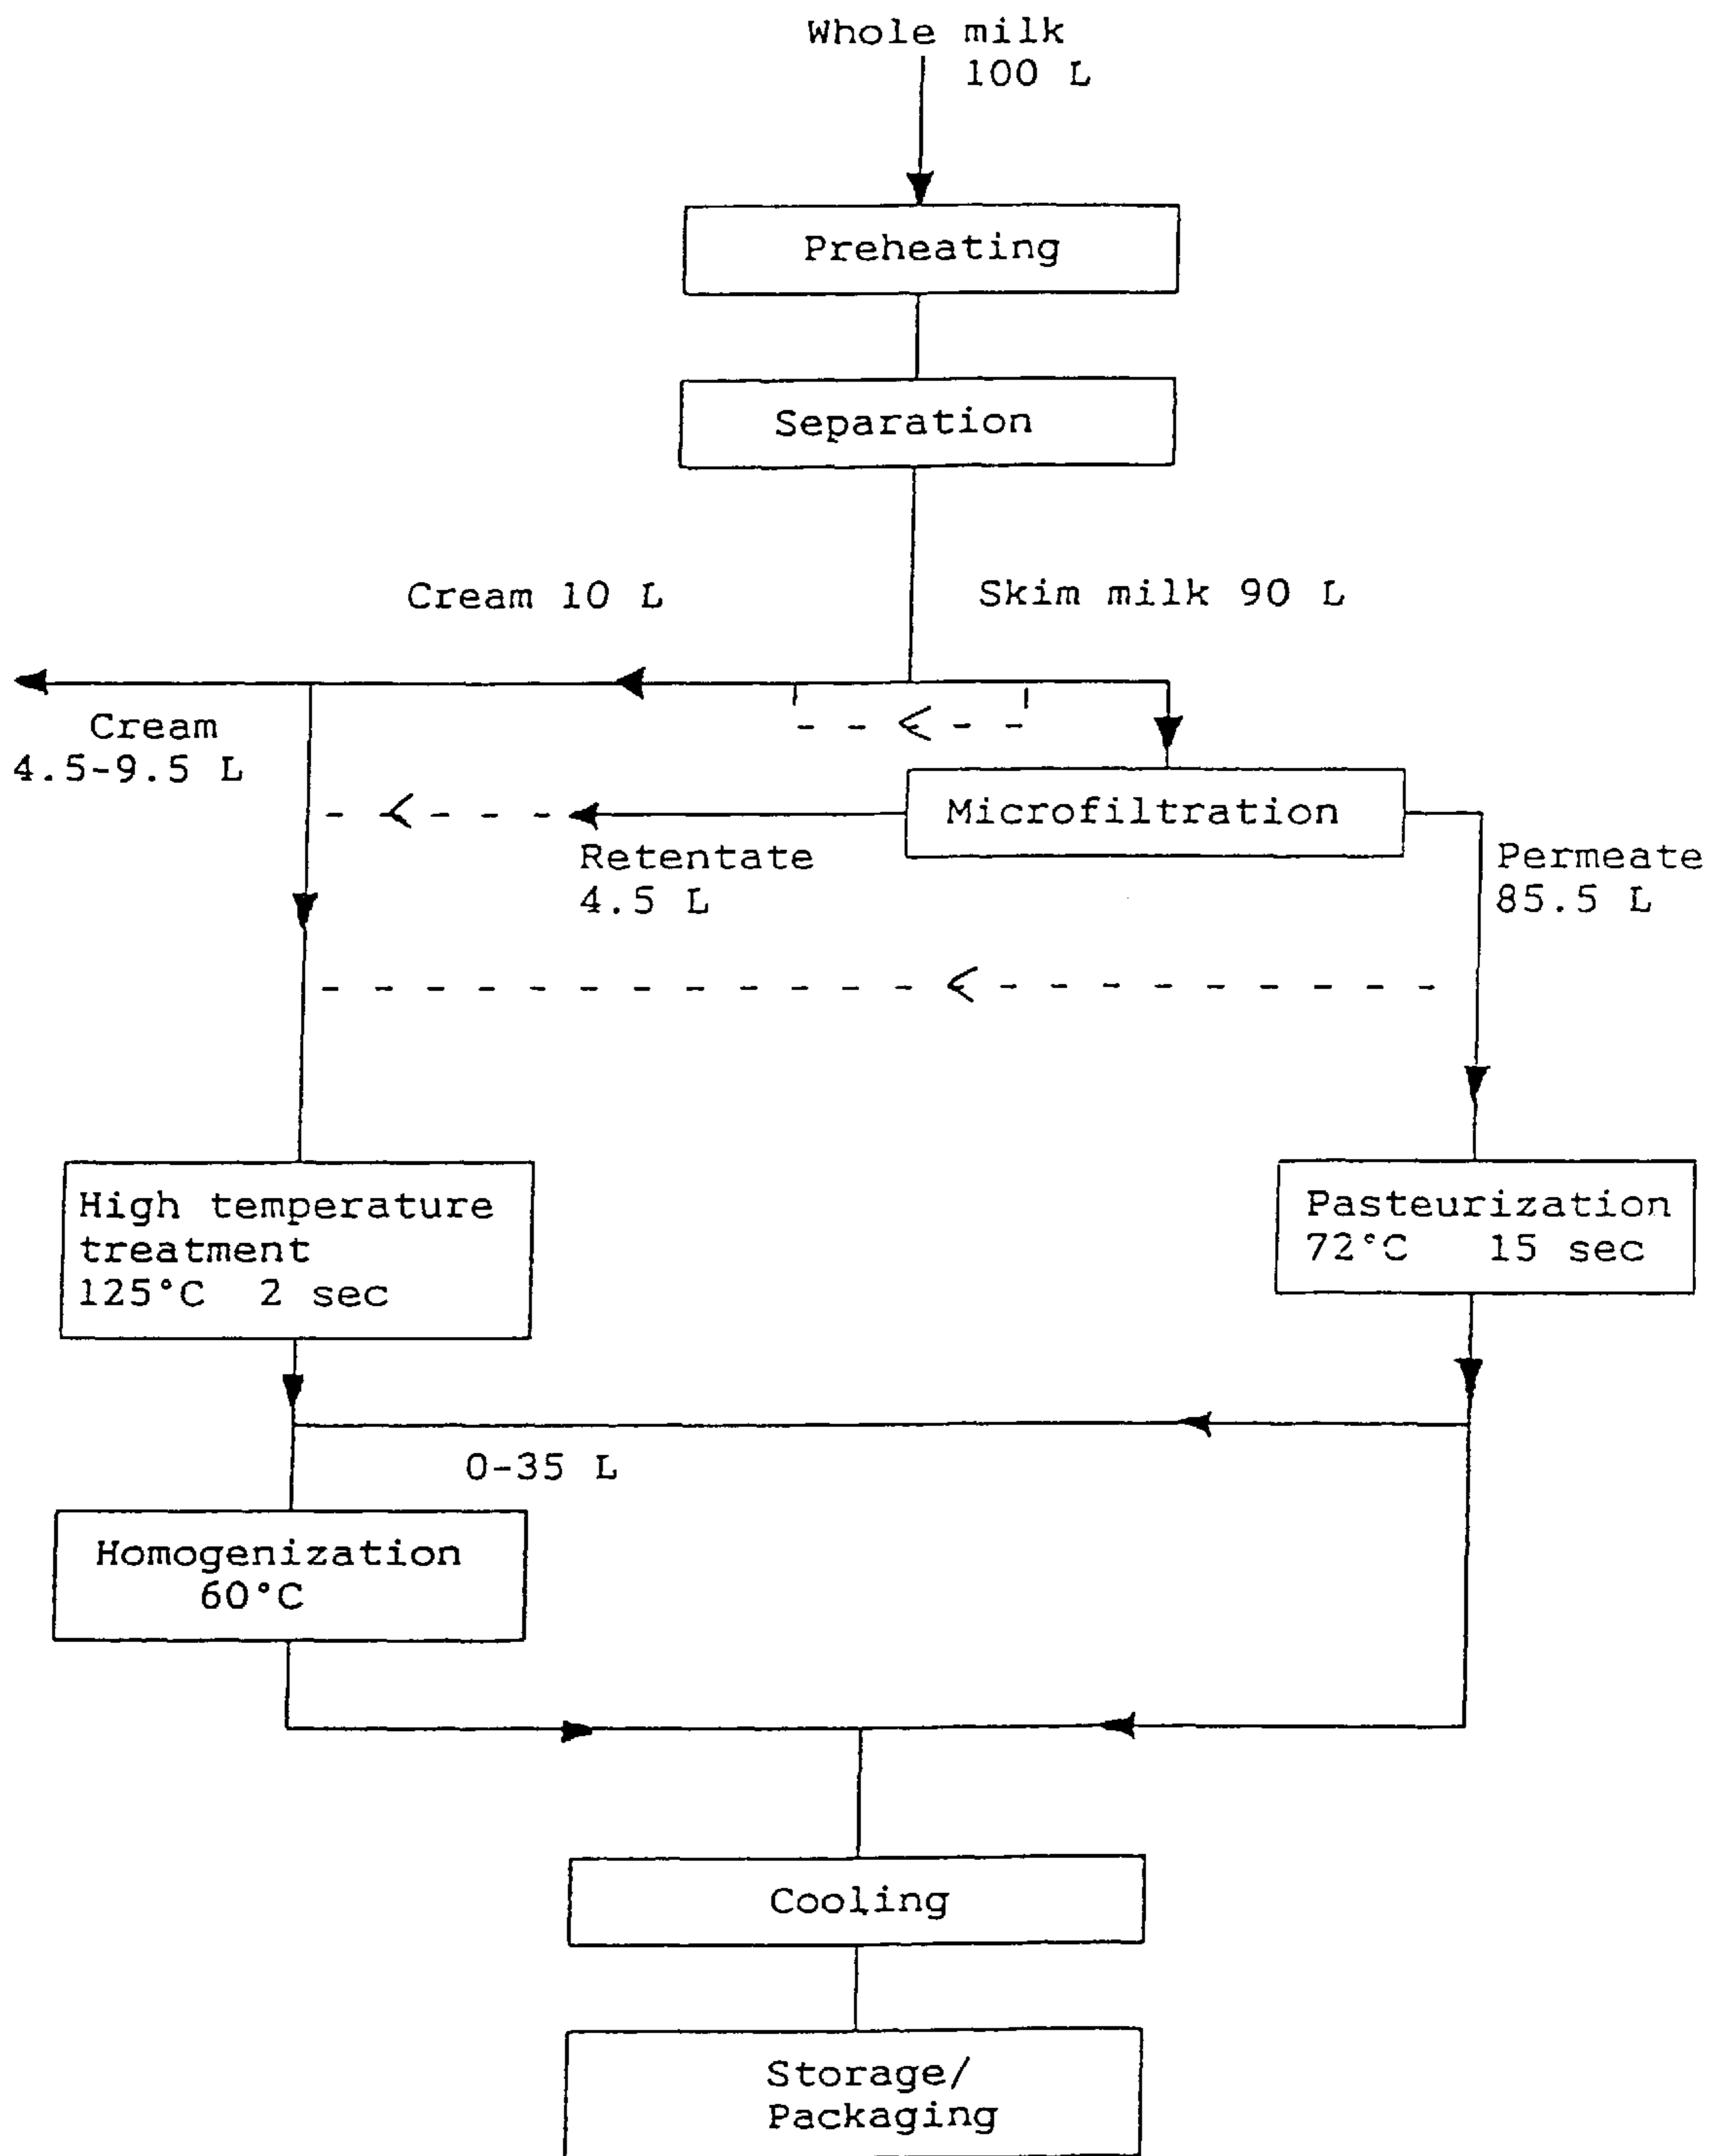 Whole milk
100 L
Preheating
Separation
Cream 10 L
Skim milk 90 L
Cream
4.5-9.5 L
Microfiltration
Retentate
4.5 L
Permeate
85.5 L
High temperature
treatment
125°C 2 sec
Pasteurization
72°C 15 sec
0-35 L
Homogenization
60°C
Cooling
Storage/
Packaging